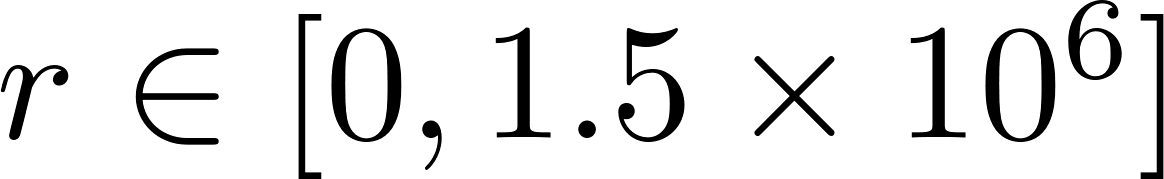 r ∈ [0, 1.5 × 10⁶]